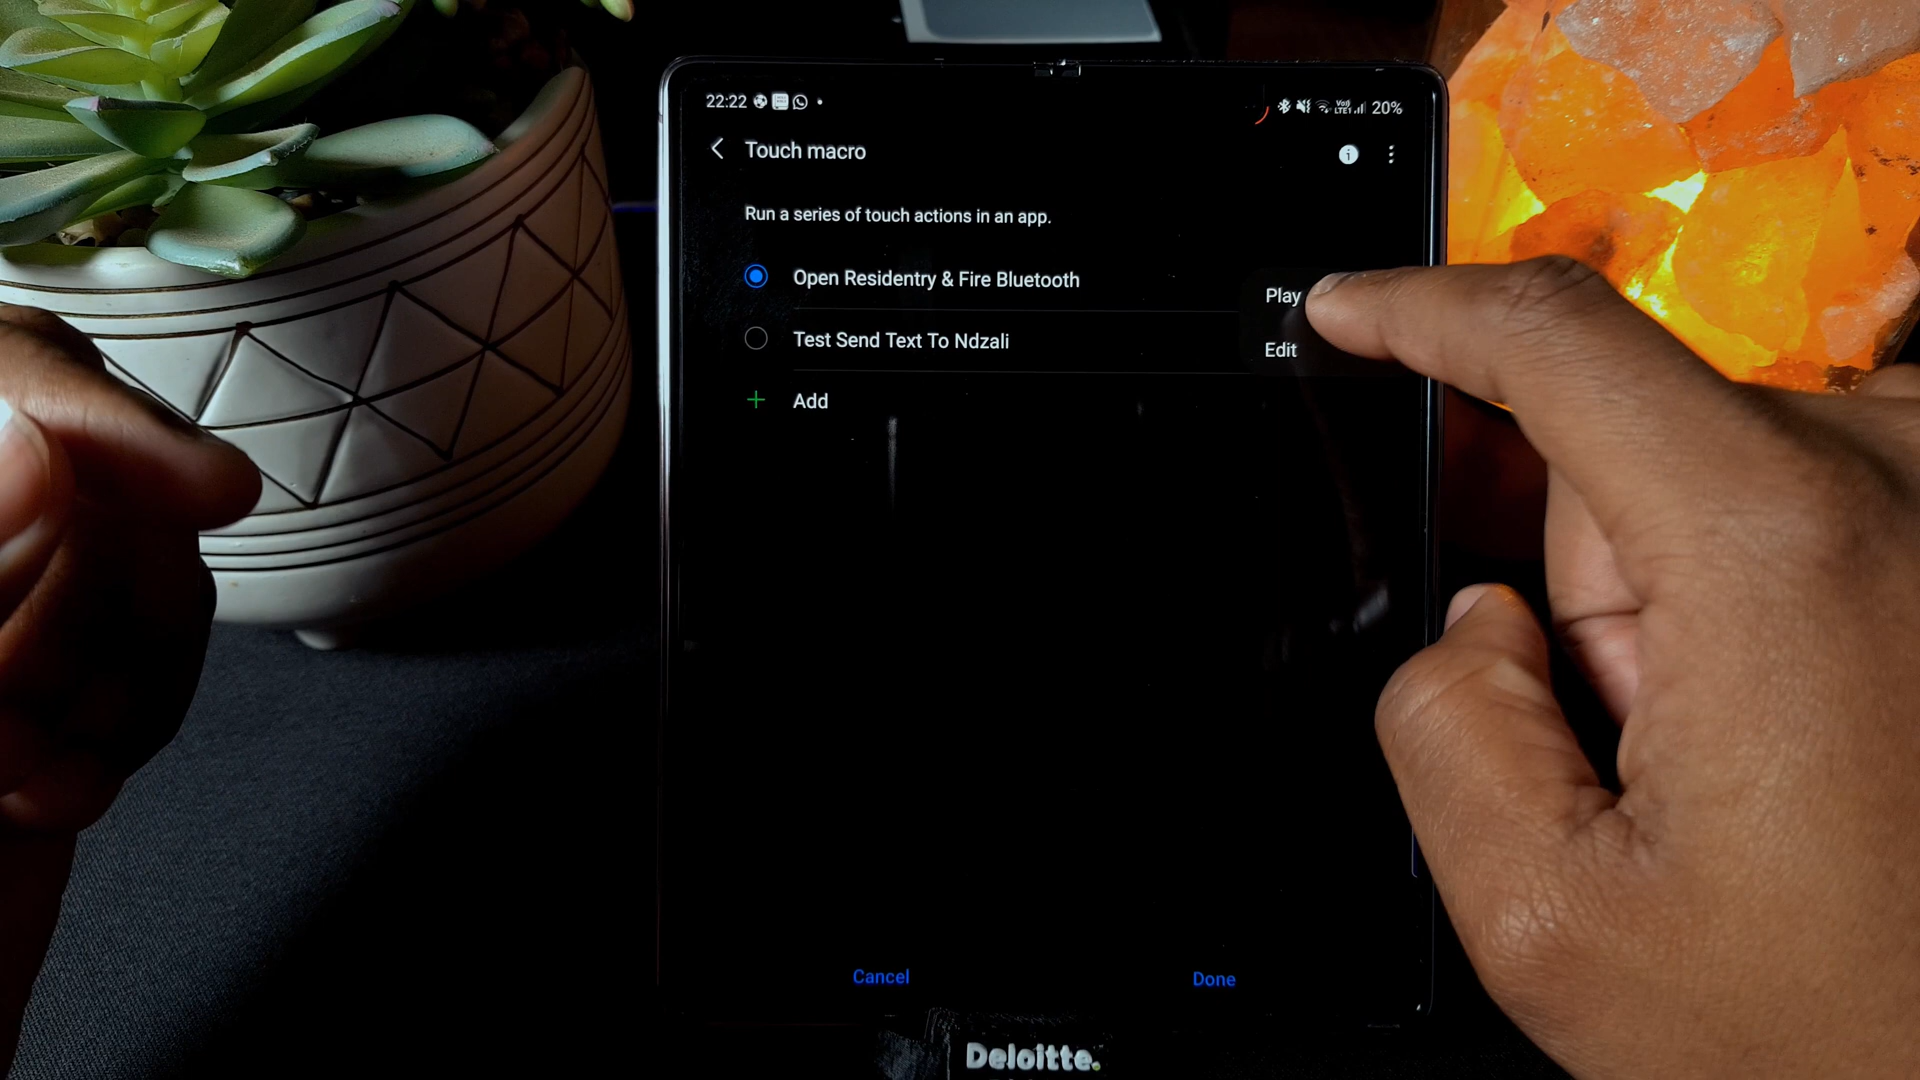 22:22 20%
Touch macro
Run a series of touch actions in an app.
Open Residentry & Fire Bluetooth
Play
Test Send Text To Ndzali
Edit
Add
Cancel Done
Deloitte.